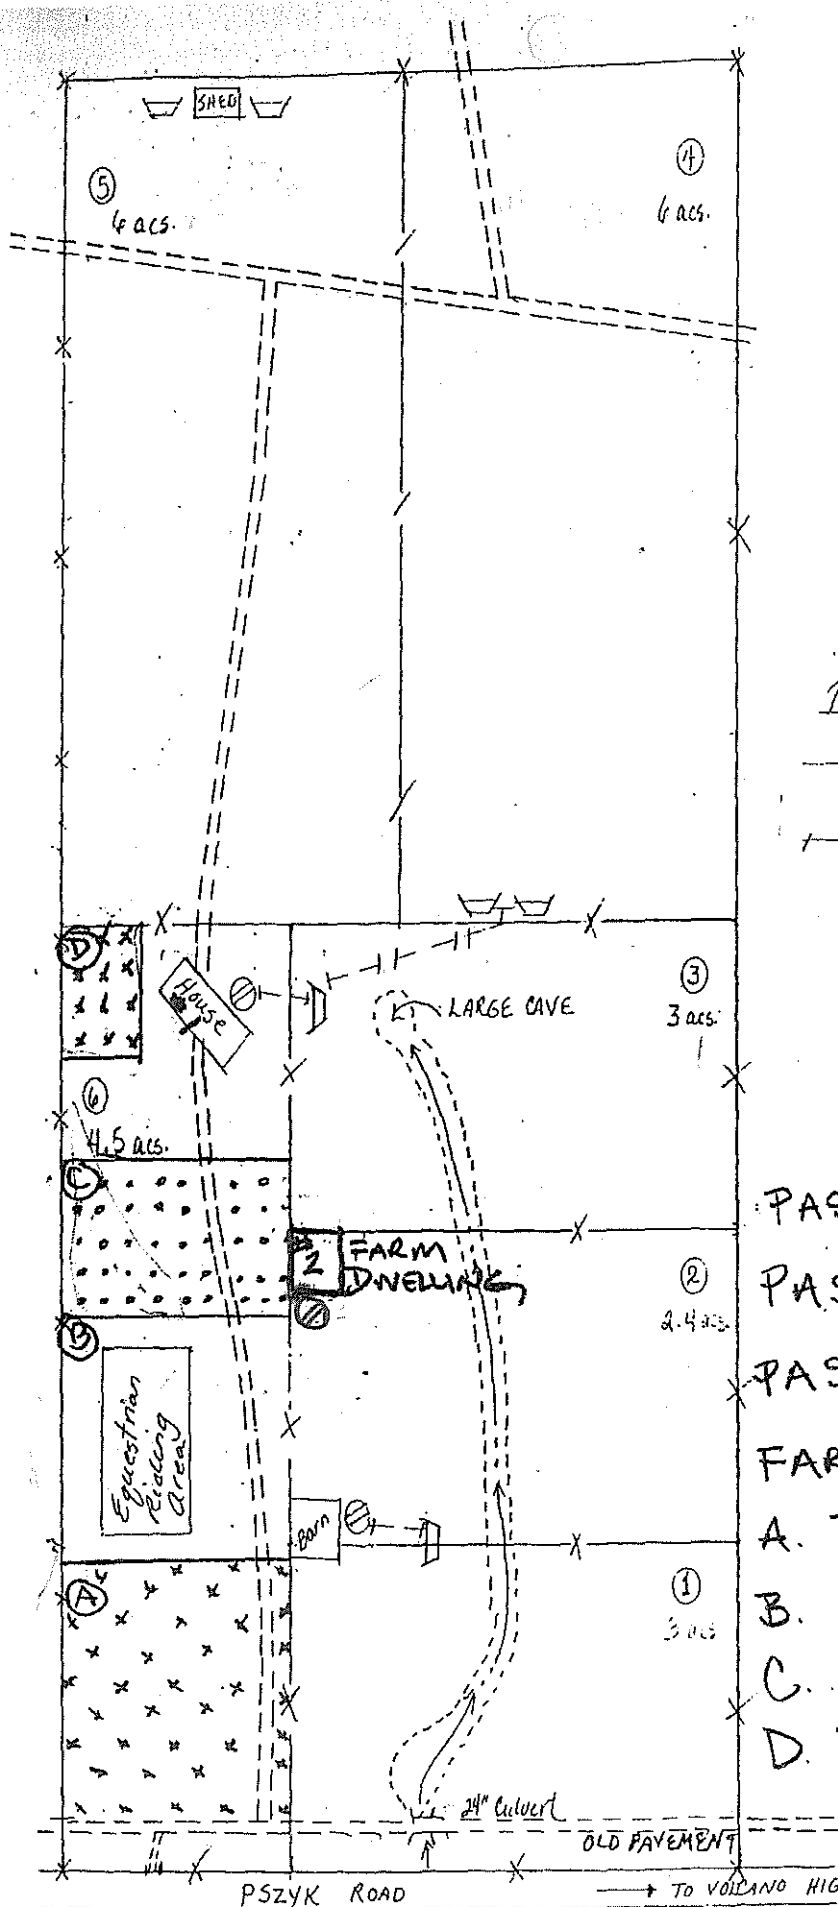 SHED
5
6 acs.
4
6 acs.
D
House
LARGE CAVE
3
3 acs.
6
4.5 acs.
C
2
FARM
DWELLING
2
2.4 acs.
B
Equestrian
Riding
Area
Barn
A
1
3 acs
PAS
PAS
PAS
FAR
A.
B.
C.
D.
24" Culvert
OLD PAVEMENT
PSZYK ROAD
TO VOLCANO HIG